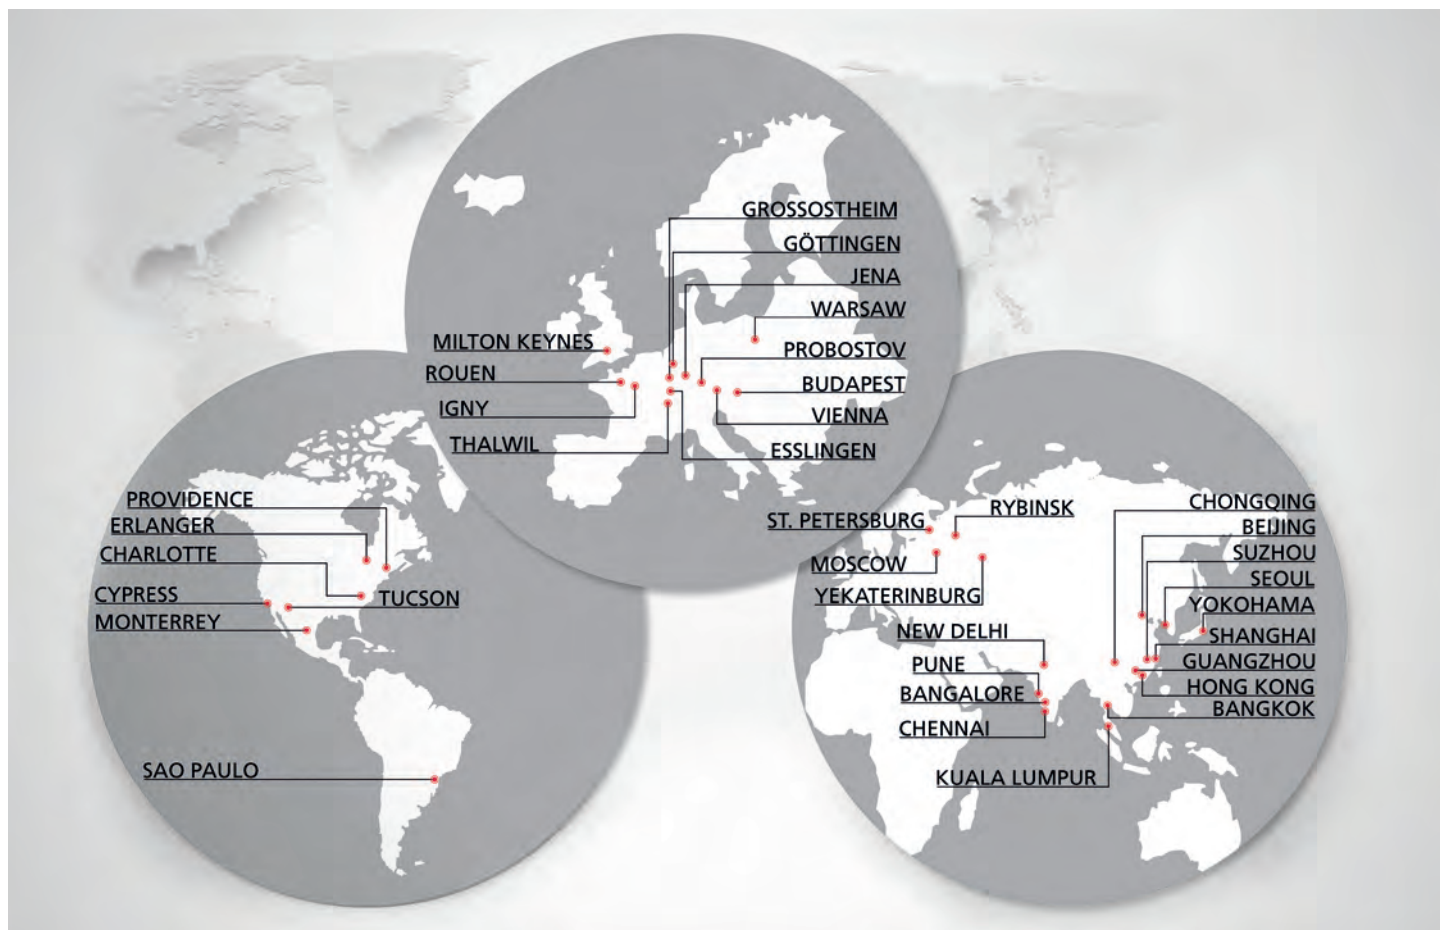 GROSSOSTHEIM
GÖTTINGEN
JENA
WARSAW
MILTON KEYNES
PROBOSTOV
ROUEN
BUDAPEST
IGNY
VIENNA
THALWIL
ESSLINGEN
PROVIDENCE
ERLANGER
CHARLOTTE
CYPRESS
TUCSON
MONTERREY
SAO PAULO
ST. PETERSBURG
RYBINSK
MOSCOW
YEKATERINBURG
NEW DELHI
PUNE
BANGALORE
CHENNAI
KUALA LUMPUR
CHONGQING
BEIJING
SUZHOU
SEOUL
YOKOHAMA
SHANGHAI
GUANGZHOU
HONG KONG
BANGKOK